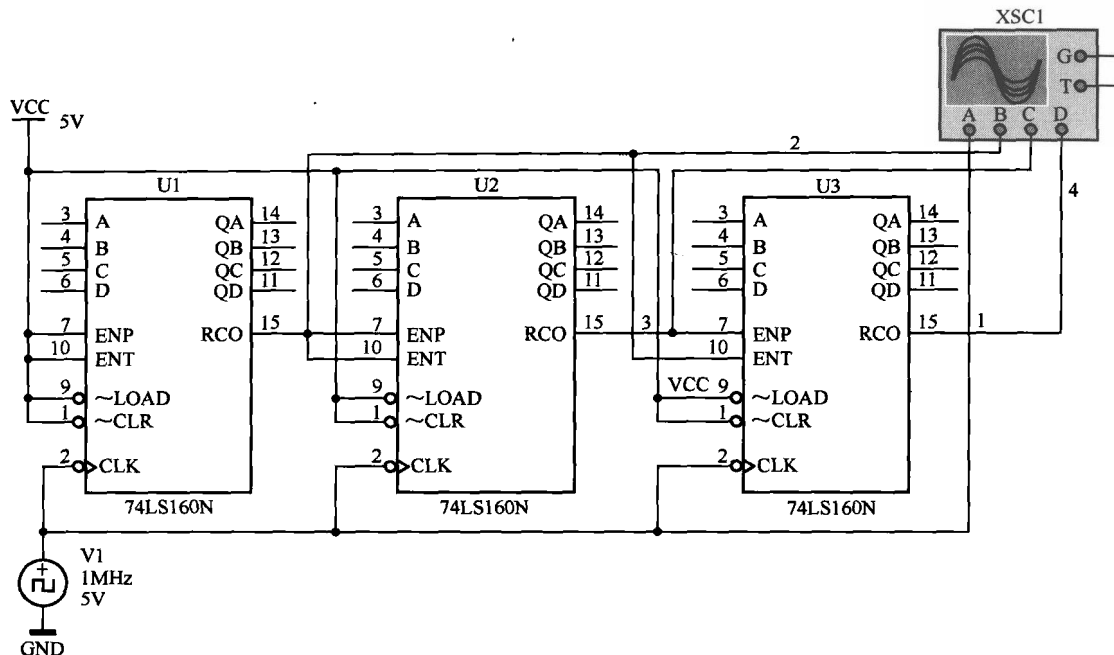 XSC1
G
T
A B C D
VCC
5V
2
4
U1
3 A QA 14
4 B QB 13
5 C QC 12
6 D QD 11
7 ENP RCO 15
10 ENT
9 ~LOAD
1 ~CLR
2 CLK
74LS160N
U2
3 A QA 14
4 B QB 13
5 C QC 12
6 D QD 11
7 ENP RCO 15
10 ENT
9 ~LOAD
1 ~CLR
2 CLK
74LS160N
3
U3
3 A QA 14
4 B QB 13
5 C QC 12
6 D QD 11
7 ENP RCO 15
10 ENT
VCC 9 ~LOAD
1 ~CLR
2 CLK
74LS160N
1
V1
1MHz
5V
GND